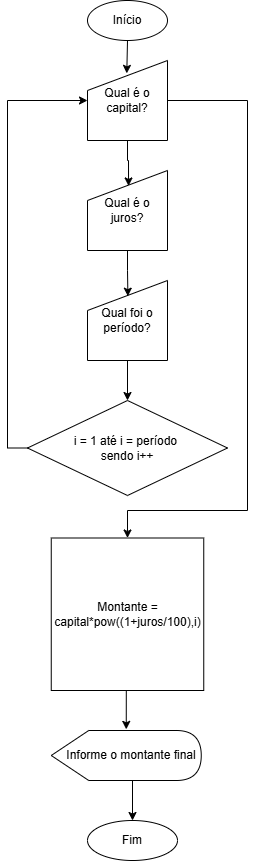 Início
Qual é o
capital?
Qual é o
juros?
Qual foi o
período?
i = 1 até i = período
sendo i++
Montante =
capital*pow((1+juros/100),i)
Informe o montante final
Fim